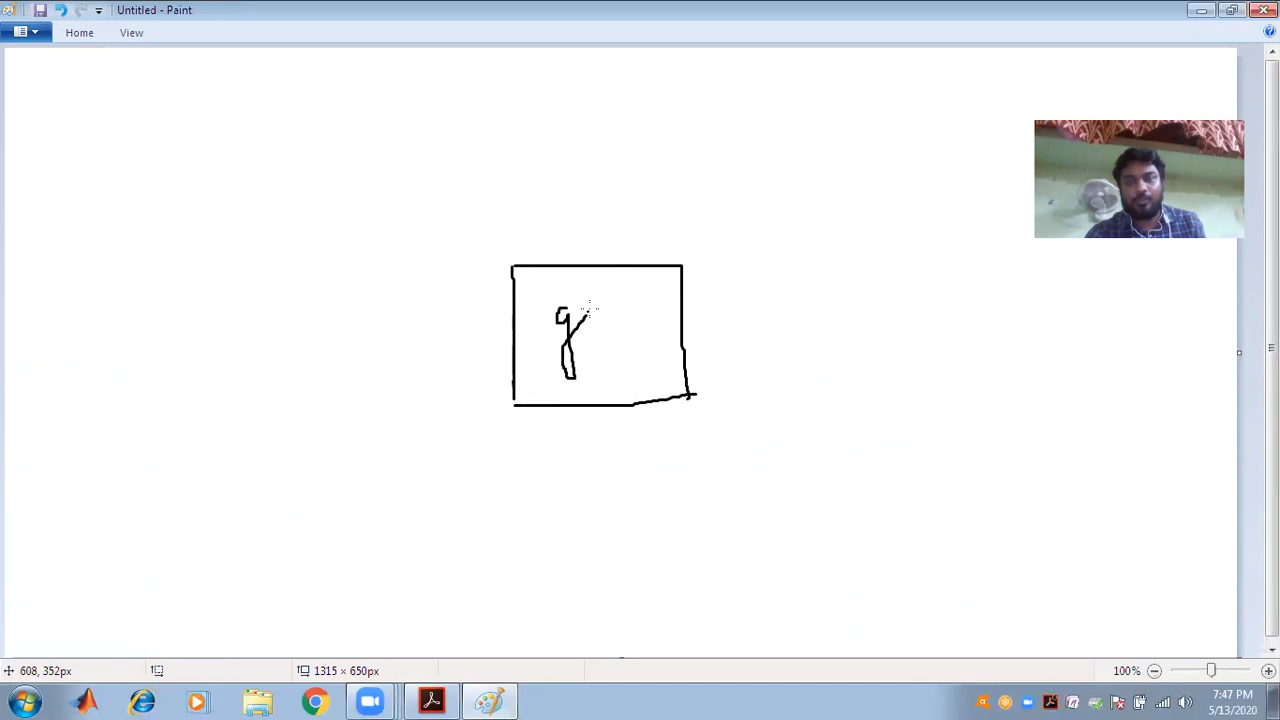 Untitled - Paint
Home View
γ
608, 352px
1315 × 650px
100%
7:47 PM
5/13/2020